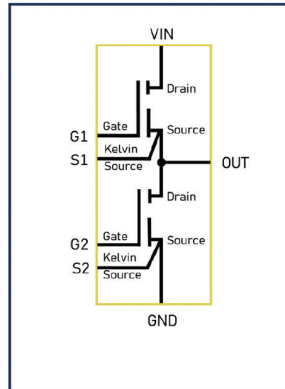 VIN
Drain
Gate
G1
Source
S1
Kelvin
Source
OUT
Drain
Gate
G2
Source
Kelvin
S2
Source
GND